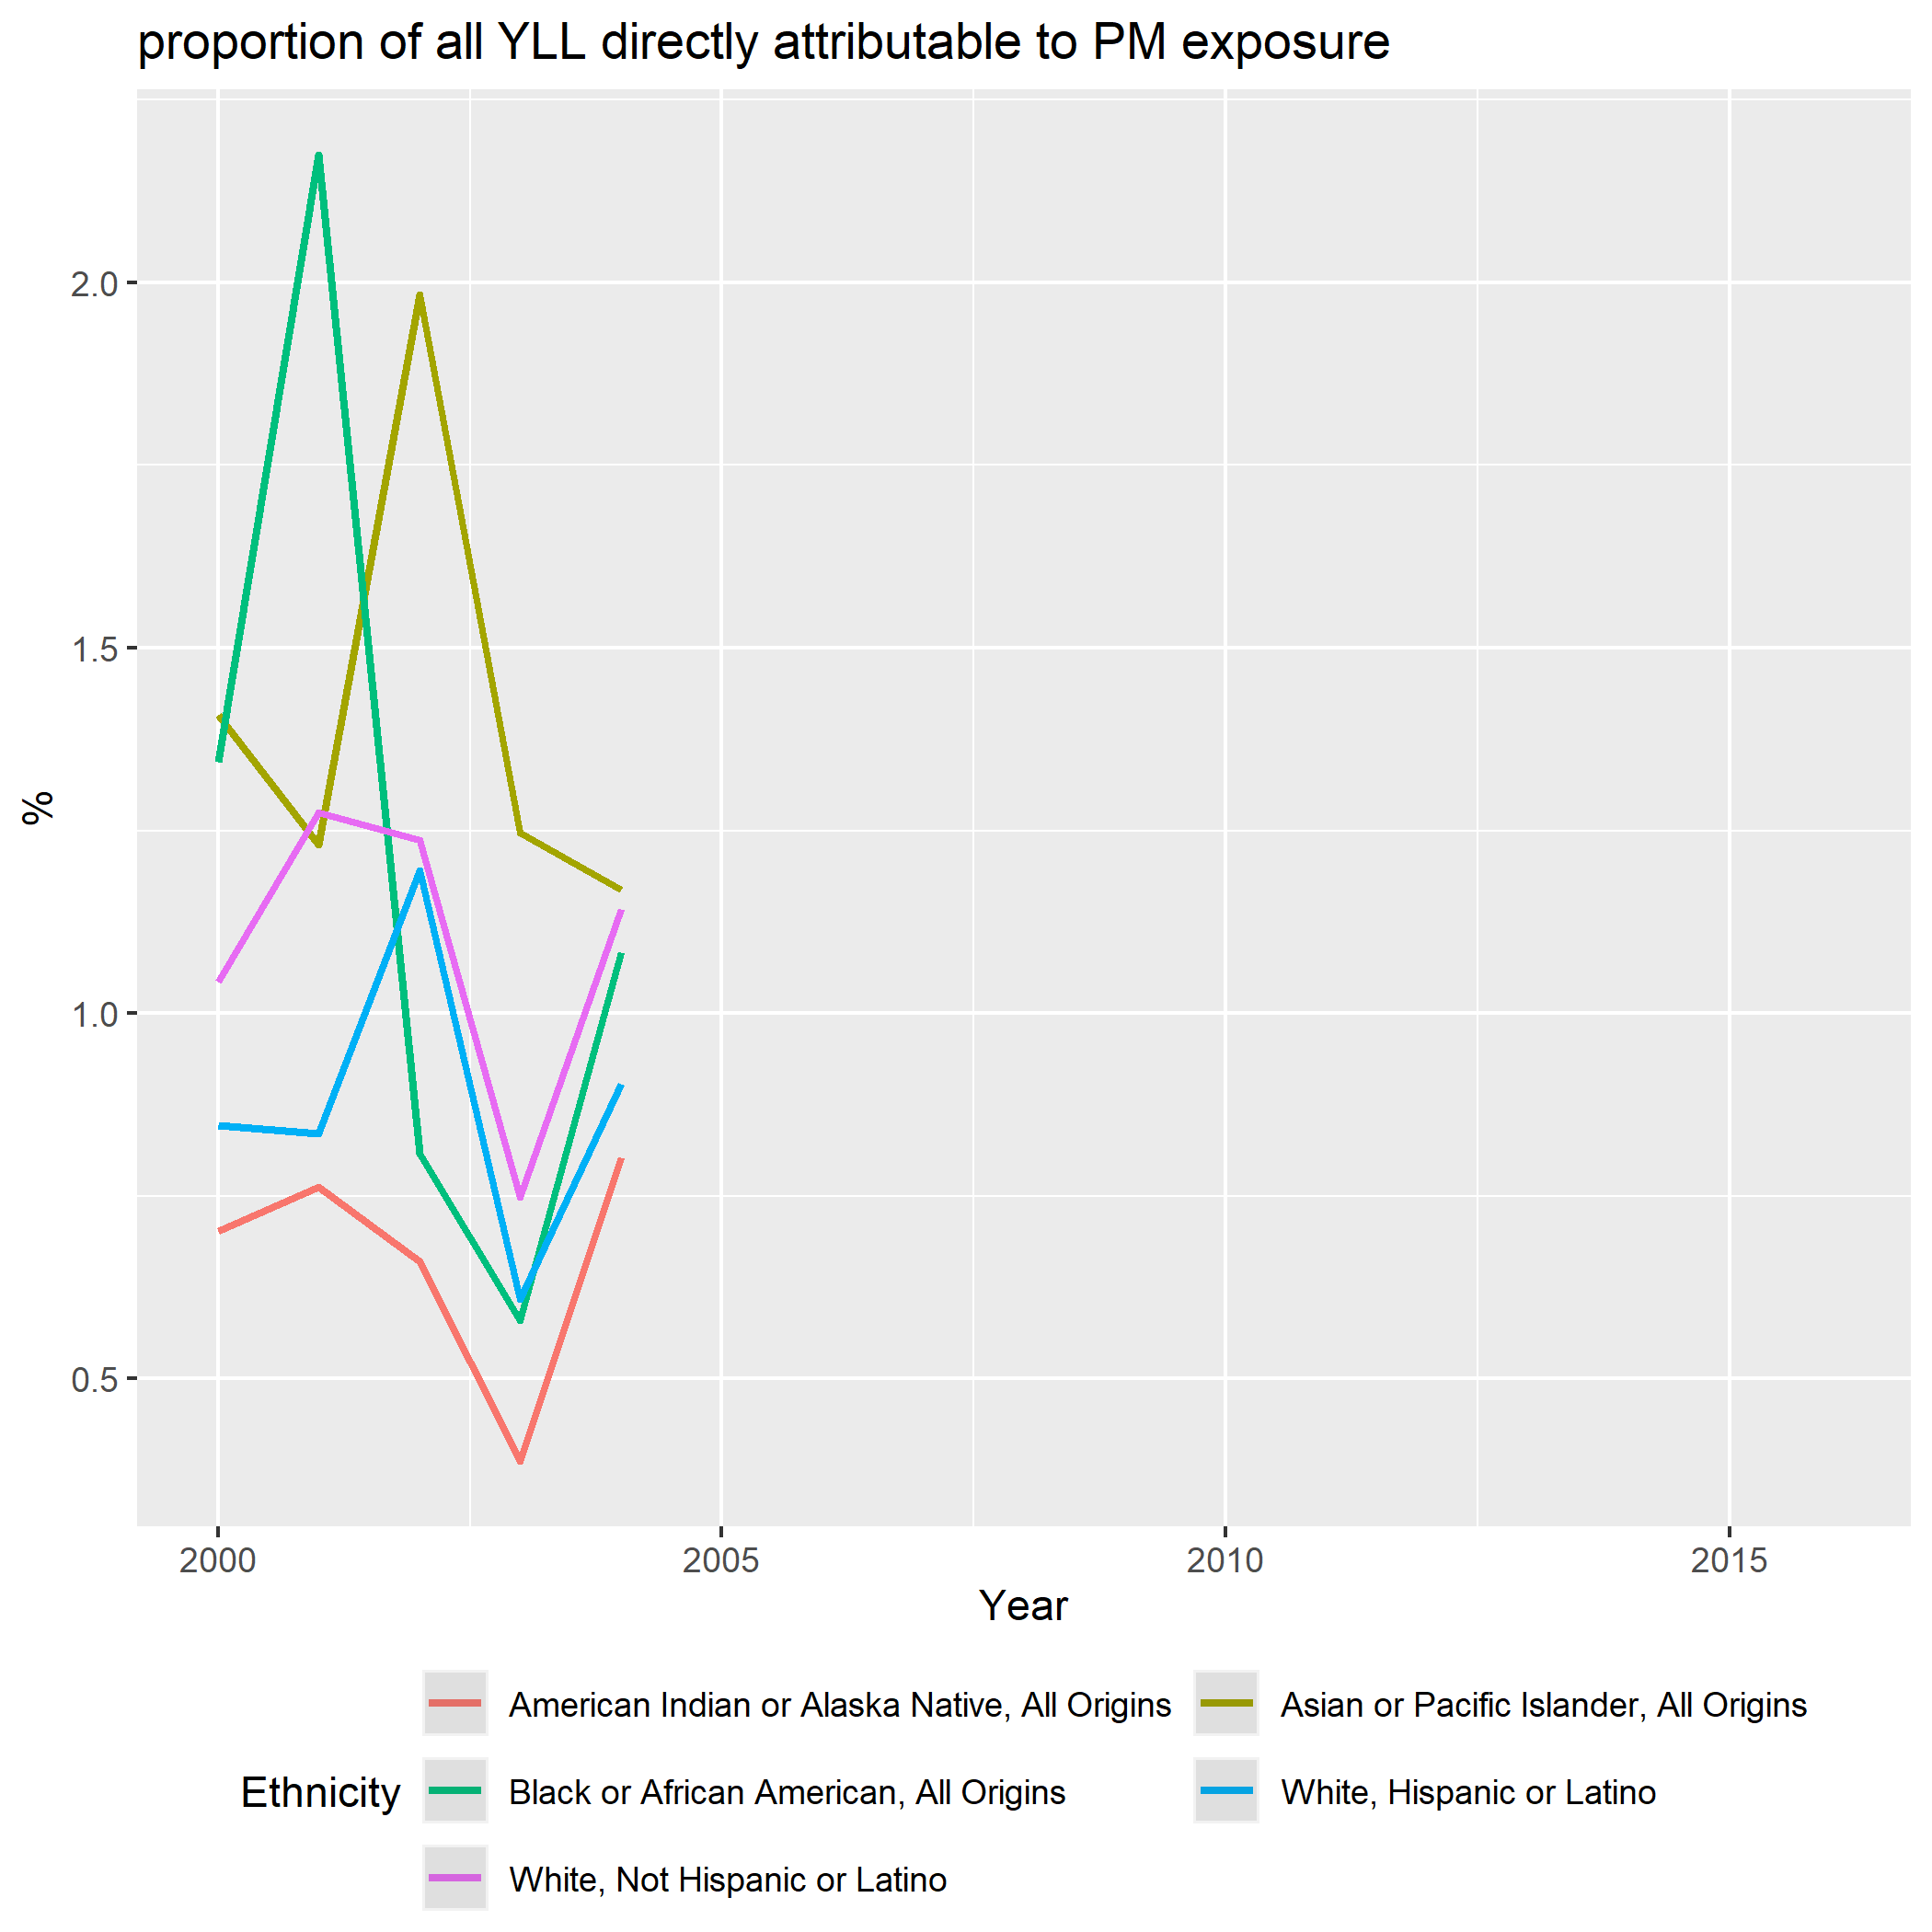 proportion of all YLL directly attributable to PM exposure
2.0
1.5
1.0
0.5
%
2000 2005 2010 2015
Year
Ethnicity
American Indian or Alaska Native, All Origins
Asian or Pacific Islander, All Origins
Black or African American, All Origins
White, Hispanic or Latino
White, Not Hispanic or Latino